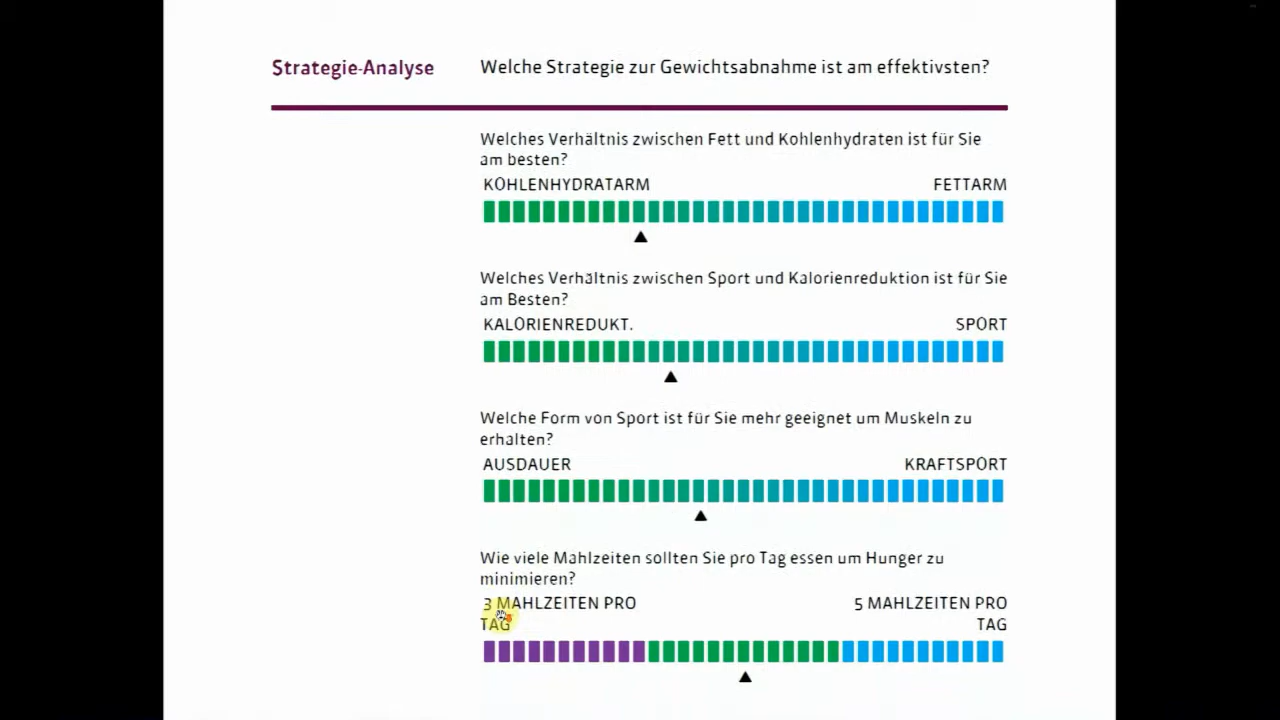 Strategie-Analyse
Welche Strategie zur Gewichtsabnahme ist am effektivsten?
Welches Verhältnis zwischen Fett und Kohlenhydraten ist für Sie
am besten?
KOHLENHYDRATARM FETTARM
Welches Verhältnis zwischen Sport und Kalorienreduktion ist für Sie
am Besten?
KALORIENREDUKT. SPORT
Welche Form von Sport ist für Sie mehr geeignet um Muskeln zu
erhalten?
AUSDAUER KRAFTSPORT
Wie viele Mahlzeiten sollten Sie pro Tag essen um Hunger zu
minimieren?
3 MAHLZEITEN PRO 5 MAHLZEITEN PRO
TAG TAG